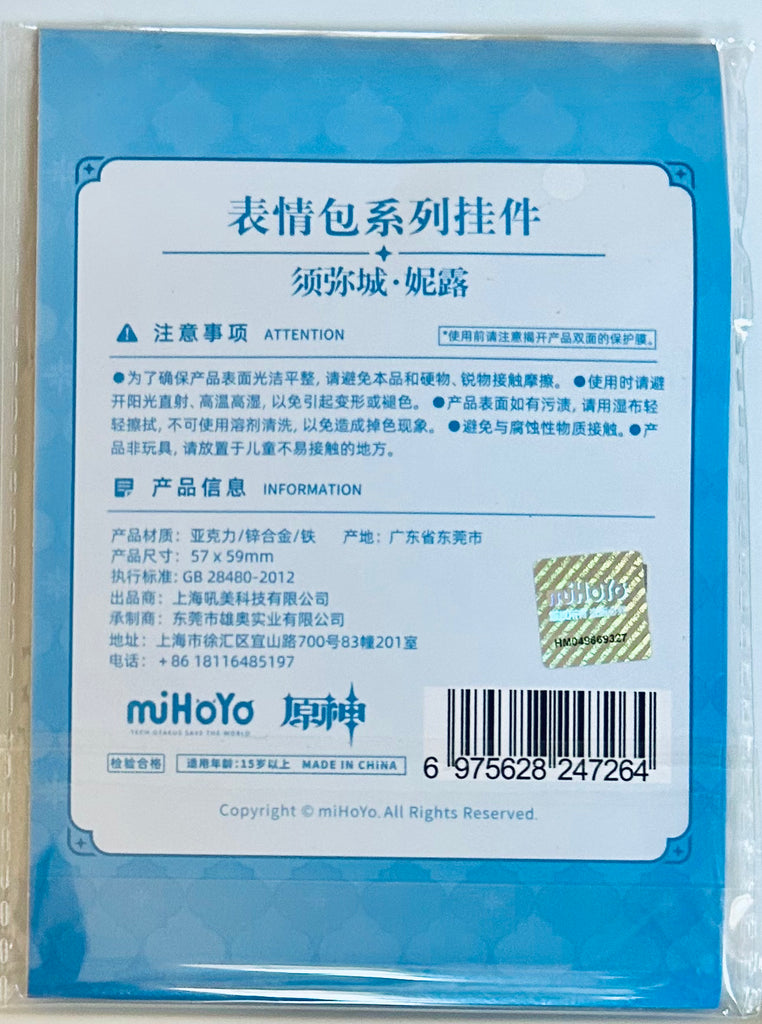 表情包系列挂件
须弥城·妮露
注意事项 ATTENTION
*使用前请注意揭开产品双面的保护膜。
●为了确保产品表面光洁平整, 请避免本品和硬物、锐物接触摩擦。 ●使用时请避
开阳光直射、高温高湿, 以免引起变形或褪色。 ●产品表面如有污渍, 请用湿布轻
轻擦拭, 不可使用溶剂清洗, 以免造成掉色现象。 ●避免与腐蚀性物质接触。●产
品非玩具, 请放置于儿童不易接触的地方。
产品信息 INFORMATION
产品材质: 亚克力/锌合金/铁 产地: 广东省东莞市
产品尺寸: 57 x 59mm
执行标准: GB 28480-2012
出品商: 上海吼美科技有限公司
承制商: 东莞市雄奥实业有限公司
地址: 上海市徐汇区宜山路700号83幢201室
电话: + 86 18116485197
miHoYo
HM049669327
miHoYo
TECH OTAKUS SAVE THE WORLD
原神
检验合格
适用年龄:15岁以上 MADE IN CHINA
6 975628 247264
Copyright © miHoYo. All Rights Reserved.